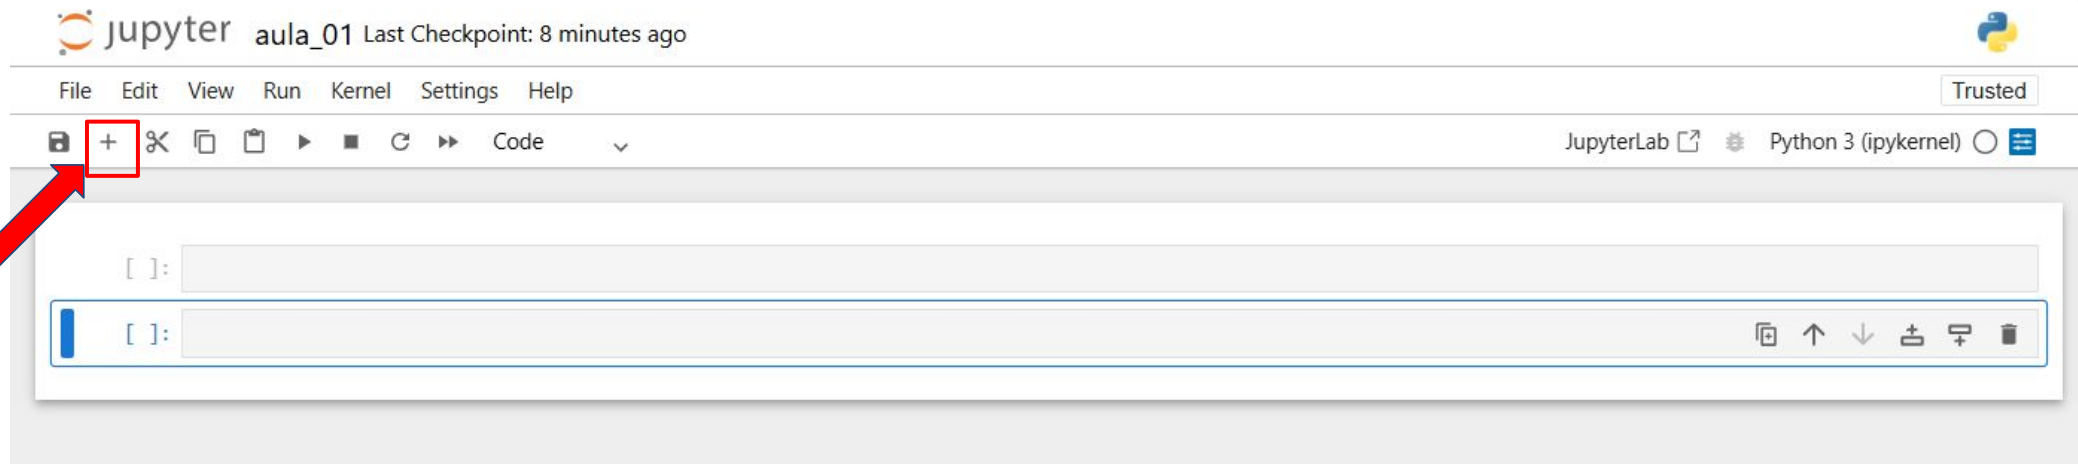 jupyter aula_01 Last Checkpoint: 8 minutes ago
File Edit View Run Kernel Settings Help Trusted
Code JupyterLab Python 3 (ipykernel)
[ ]:
[ ]: